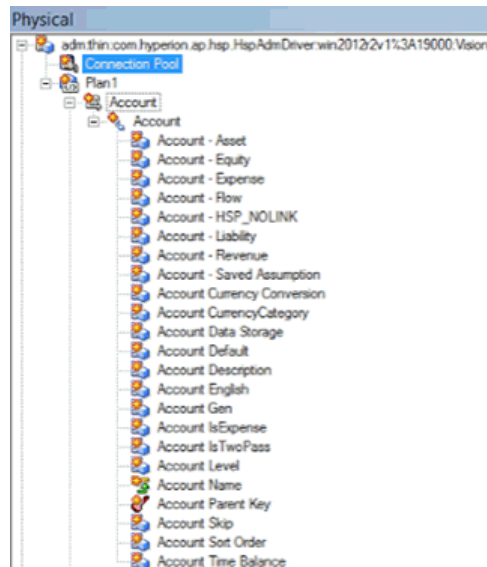 Physical
adm:thin:com.hyperion.ap.hsp.HspAdmDriver:win2012r2v1%3A19000:Vision
Connection Pool
Plan1
Account
Account
Account - Asset
Account - Equity
Account - Expense
Account - Flow
Account - HSP_NOLINK
Account - Liability
Account - Revenue
Account - Saved Assumption
Account Currency Conversion
Account CurrencyCategory
Account Data Storage
Account Default
Account Description
Account English
Account Gen
Account IsExpense
Account IsTwoPass
Account Level
Account Name
Account Parent Key
Account Skip
Account Sort Order
Account Time Balance